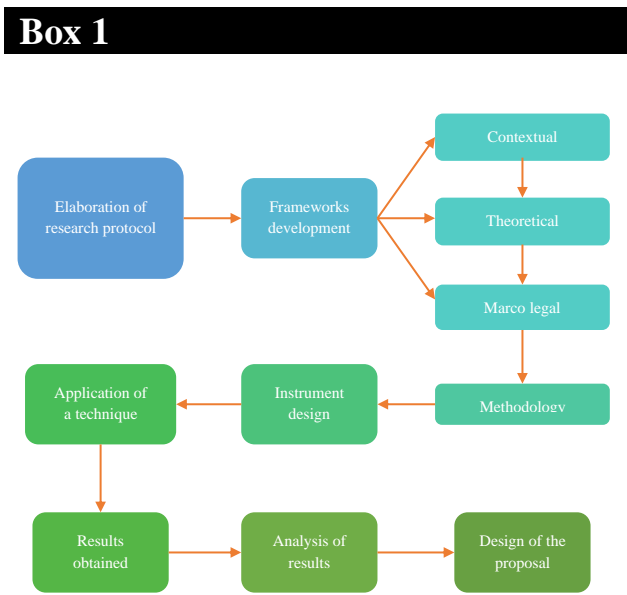 Box 1
Elaboration of
research protocol
Frameworks
development
Contextual
Theoretical
Marco legal
Methodology
Instrument
design
Application of
a technique
Results
obtained
Analysis of
results
Design of the
proposal